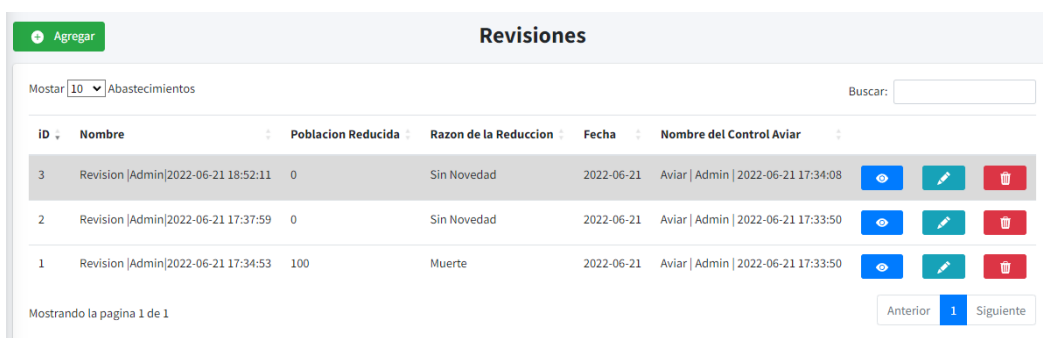 Agregar
Revisiones
Mostar 10 Abastecimientos
Buscar:
iD Nombre Poblacion Reducida Razon de la Reduccion Fecha Nombre del Control Aviar
3 Revision |Admin|2022-06-21 18:52:11 0 Sin Novedad 2022-06-21 Aviar | Admin | 2022-06-21 17:34:08
2 Revision |Admin|2022-06-21 17:37:59 0 Sin Novedad 2022-06-21 Aviar | Admin | 2022-06-21 17:33:50
1 Revision |Admin|2022-06-21 17:34:53 100 Muerte 2022-06-21 Aviar | Admin | 2022-06-21 17:33:50
Mostrando la pagina 1 de 1
Anterior 1 Siguiente